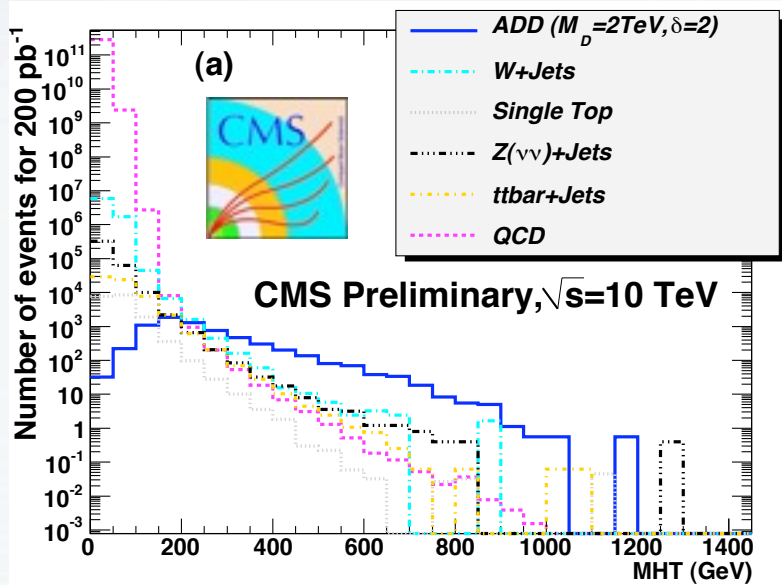 ADD (M_D=2TeV,δ=2)
W+Jets
Single Top
Z(νν)+Jets
ttbar+Jets
QCD
(a)
CMS
CMS Preliminary,√s=10 TeV
Number of events for 200 pb⁻¹
10¹¹
10¹⁰
10⁹
10⁸
10⁷
10⁶
10⁵
10⁴
10³
10²
10
1
10⁻¹
10⁻²
10⁻³
0 200 400 600 800 1000 1200 1400
MHT (GeV)